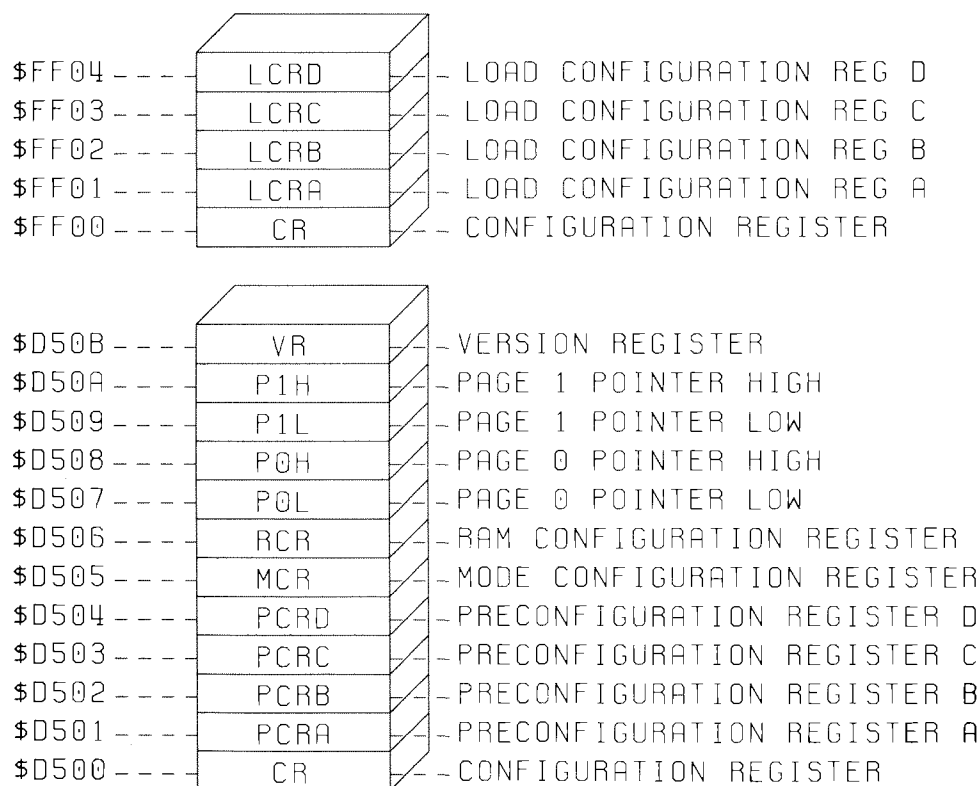 $FF04 --- LCRD -- LOAD CONFIGURATION REG D
$FF03 --- LCRC -- LOAD CONFIGURATION REG C
$FF02 --- LCRB -- LOAD CONFIGURATION REG B
$FF01 --- LCRA -- LOAD CONFIGURATION REG A
$FF00 --- CR -- CONFIGURATION REGISTER
$D50B --- VR -- VERSION REGISTER
$D50A --- P1H -- PAGE 1 POINTER HIGH
$D509 --- P1L -- PAGE 1 POINTER LOW
$D508 --- P0H -- PAGE 0 POINTER HIGH
$D507 --- P0L -- PAGE 0 POINTER LOW
$D506 --- RCR -- RAM CONFIGURATION REGISTER
$D505 --- MCR -- MODE CONFIGURATION REGISTER
$D504 --- PCRD -- PRECONFIGURATION REGISTER D
$D503 --- PCRC -- PRECONFIGURATION REGISTER C
$D502 --- PCRB -- PRECONFIGURATION REGISTER B
$D501 --- PCRA -- PRECONFIGURATION REGISTER A
$D500 --- CR -- CONFIGURATION REGISTER